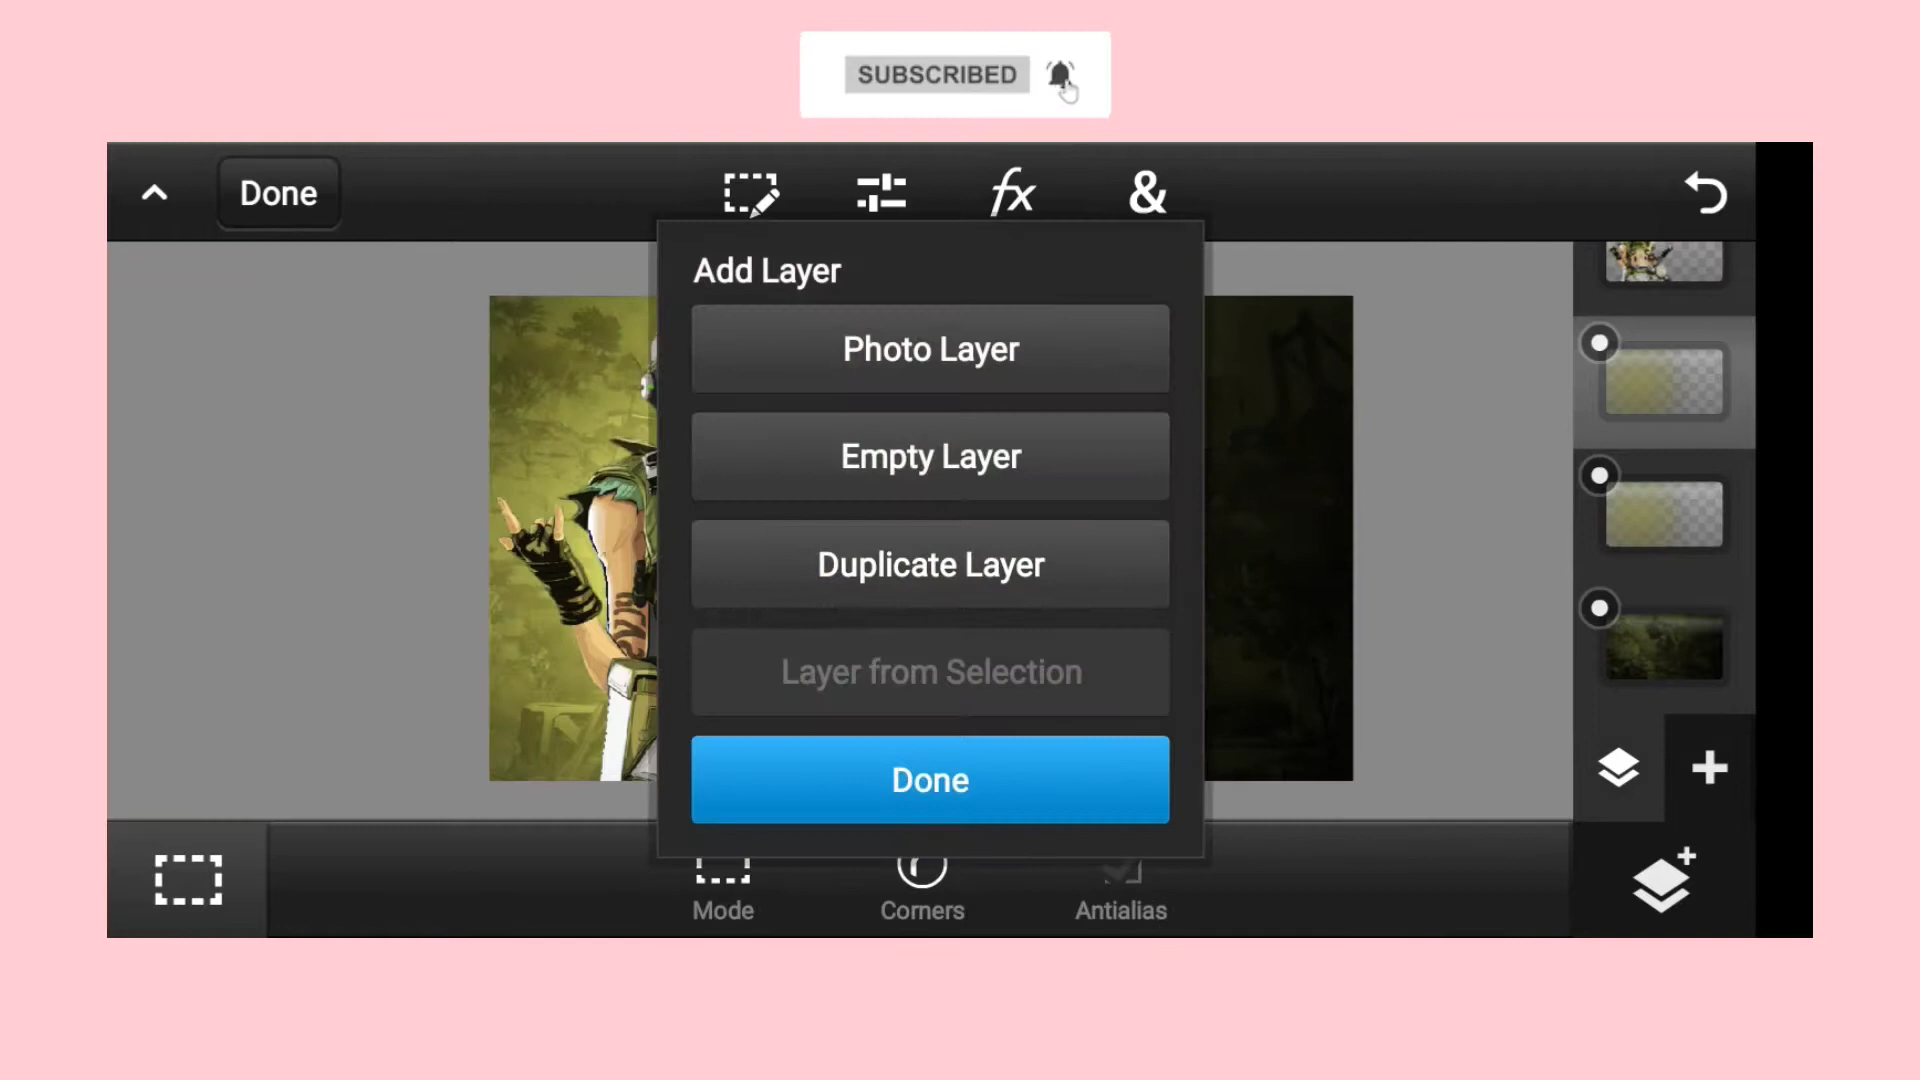 SUBSCRIBED
Done
fx
&
Add Layer
Photo Layer
Empty Layer
Duplicate Layer
Layer from Selection
Done
Mode
Corners
Antialias